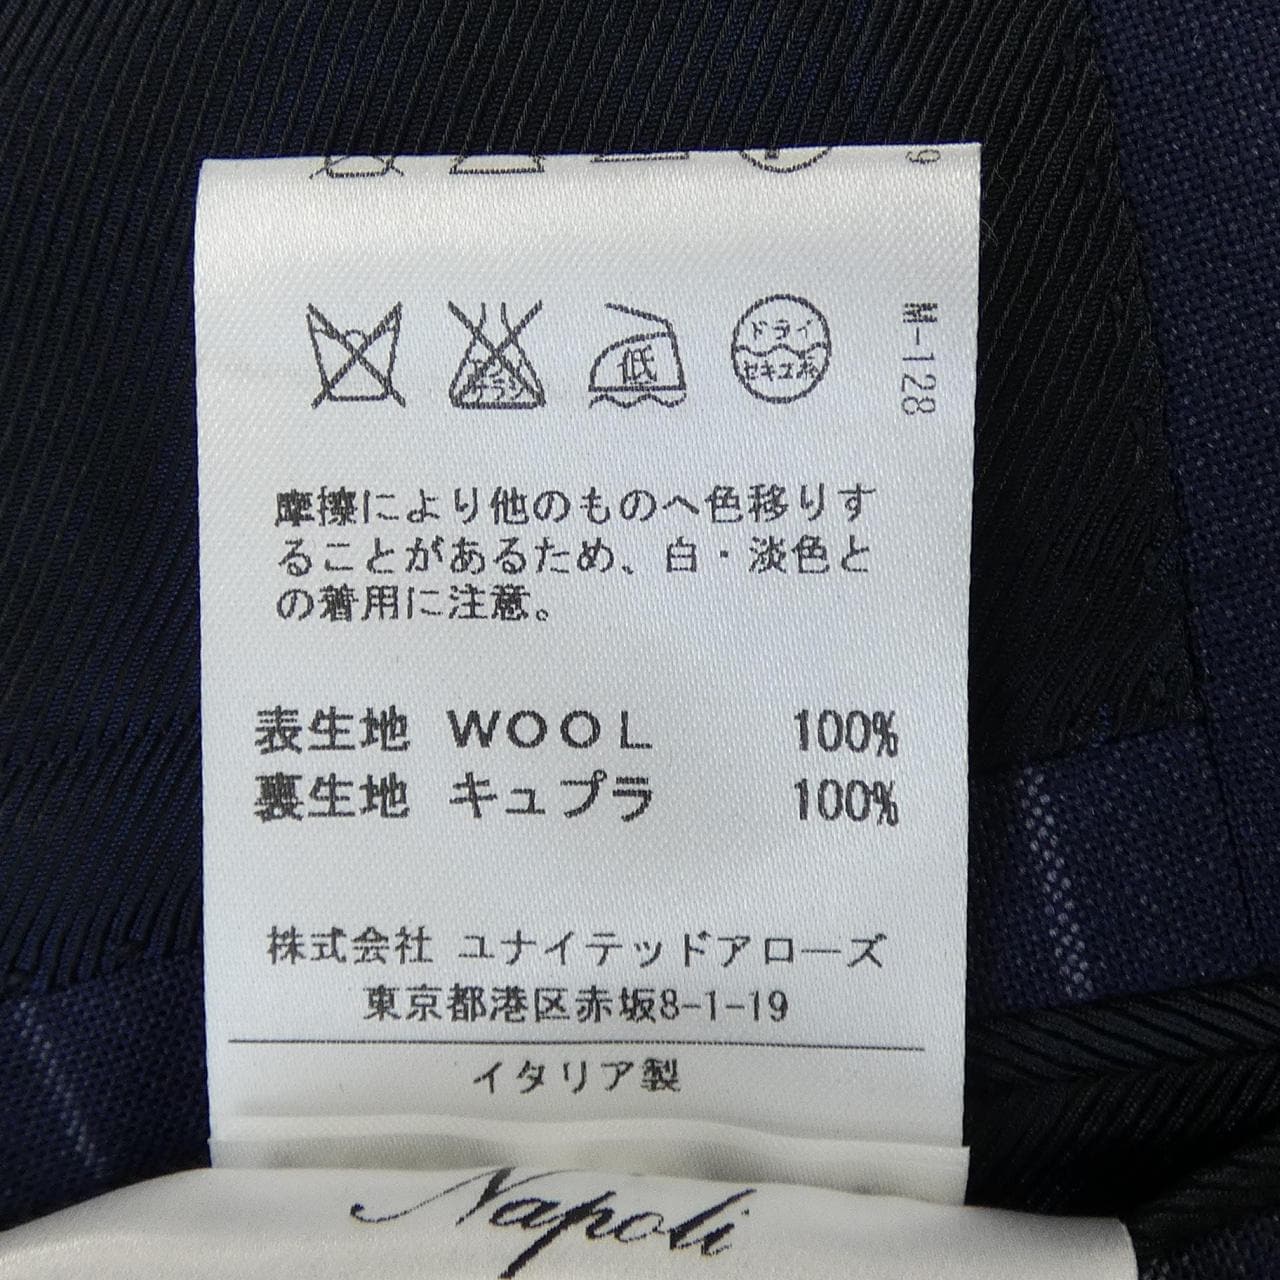 9
低
ドライ
セキユ系
M-128
摩擦により他のものへ色移りす
ることがあるため、白・淡色と
の着用に注意。
表生地 WOOL 100%
裏生地 キュプラ 100%
株式会社 ユナイテッドアローズ
東京都港区赤坂8-1-19
イタリア製
Napoli